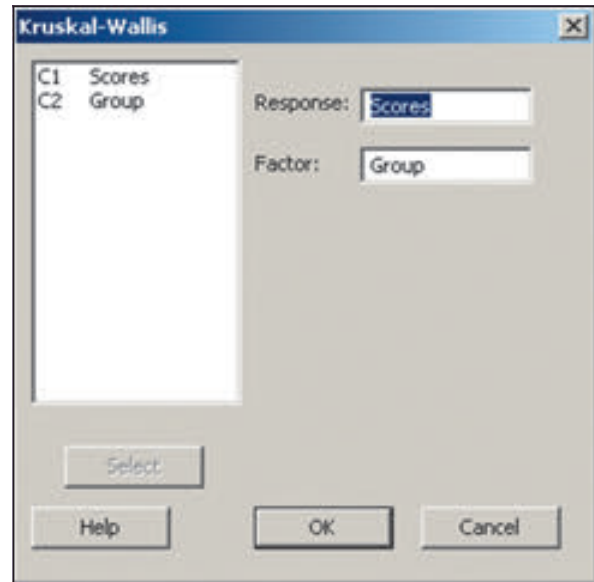 Kruskal-Wallis
C1 Scores
C2 Group
Response: Scores
Factor: Group
Select
Help
OK
Cancel